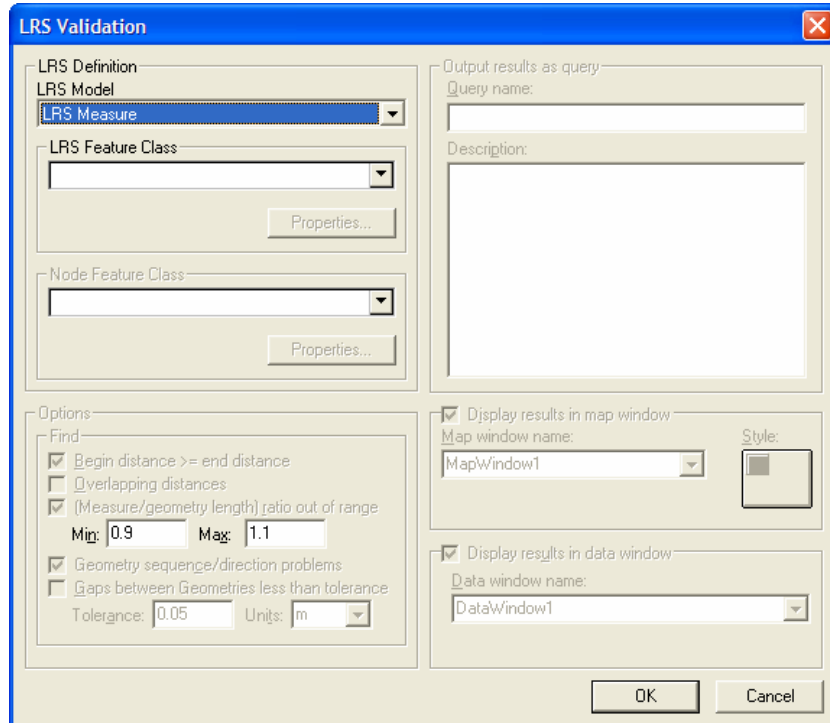 LRS Validation
LRS Definition
LRS Model
LRS Measure
LRS Feature Class
Properties...
Node Feature Class
Properties...
Options
Find
Begin distance >= end distance
Overlapping distances
(Measure/geometry length) ratio out of range
Min: 0.9 Max: 1.1
Geometry sequence/direction problems
Gaps between Geometries less than tolerance
Tolerance: 0.05 Units: m
Output results as query
Query name:
Description:
Display results in map window
Map window name: Style:
MapWindow1
Display results in data window
Data window name:
DataWindow1
OK Cancel